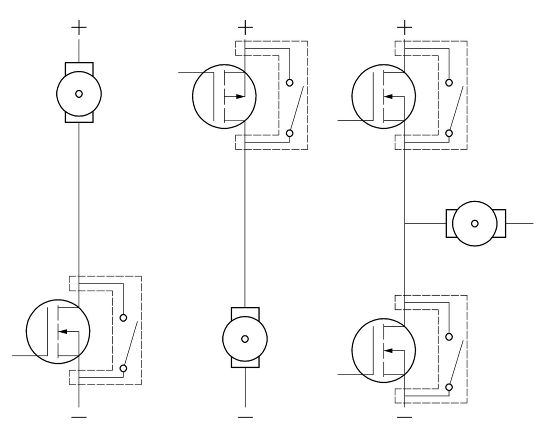 + + +
− − −